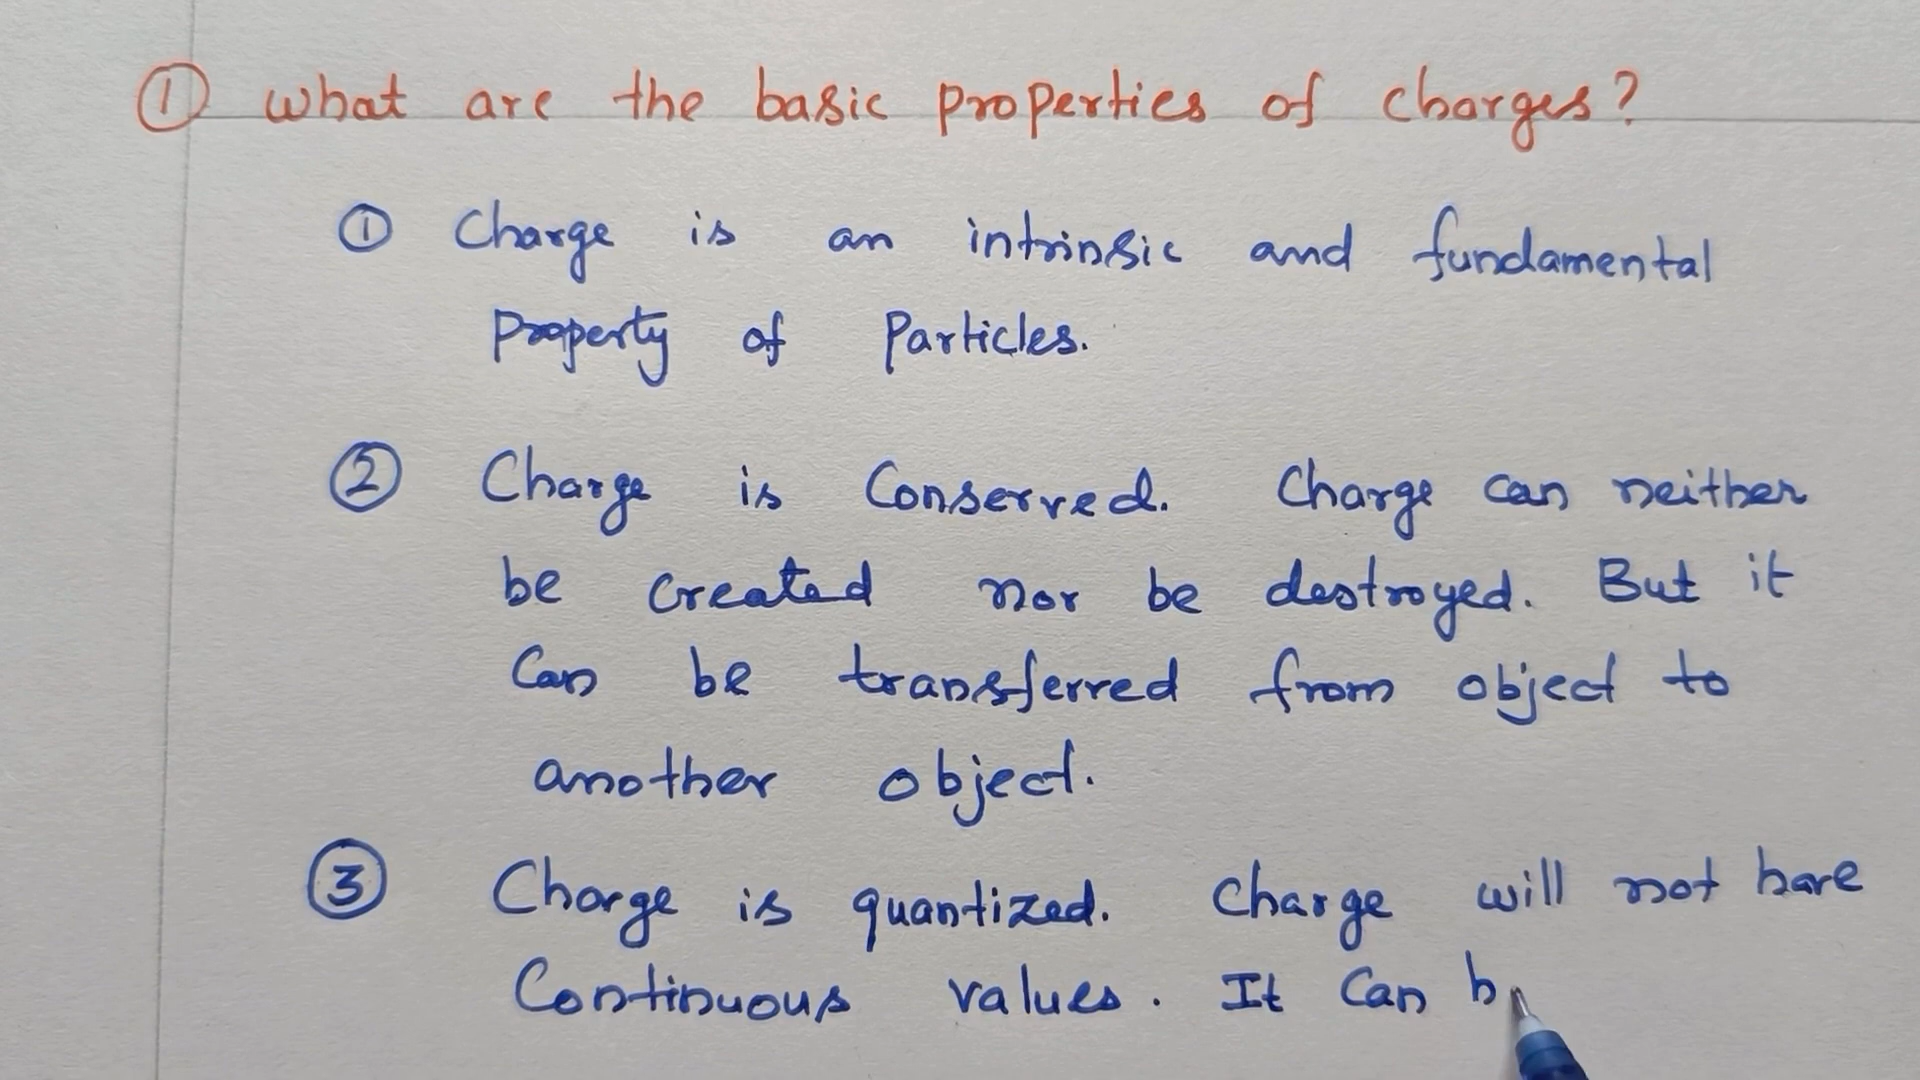 ① What are the basic properties of charges?
① Charge is an intrinsic and fundamental
property of Particles.
② Charge is Conserved. Charge can neither
be created nor be destroyed. But it
Can be transferred from object to
another object.
③ Charge is quantized. Charge will not have
Continuous values. It Can b